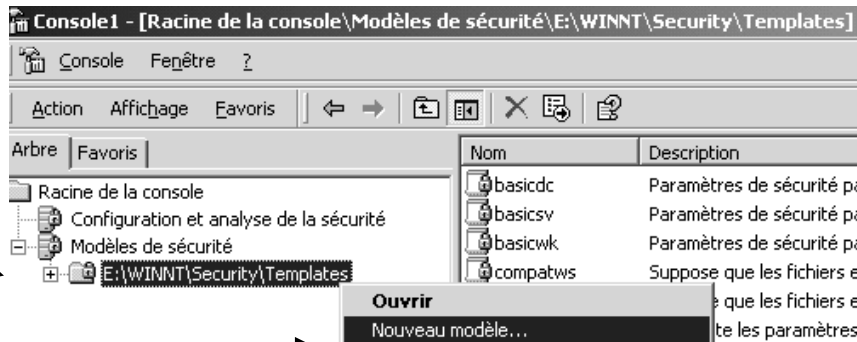 Console1 - [Racine de la console\Modèles de sécurité\E:\WINNT\Security\Templates]
Console Fenêtre ?
Action Affichage Favoris
Arbre Favoris
Racine de la console
Configuration et analyse de la sécurité
Modèles de sécurité
E:\WINNT\Security\Templates
Nom Description
basicdc Paramètres de sécurité pa
basicsv Paramètres de sécurité pa
basicwk Paramètres de sécurité pa
compatws Suppose que les fichiers e
que les fichiers e
te les paramètres
Ouvrir
Nouveau modèle...